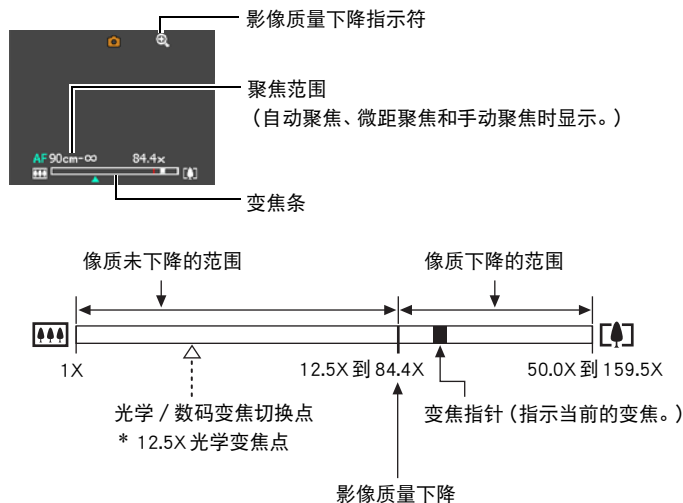 影像质量下降指示符
聚焦范围
（自动聚焦、微距聚焦和手动聚焦时显示。）
AF 90cm-∞ 84.4x
变焦条
像质未下降的范围 像质下降的范围
1X 12.5X 到 84.4X 50.0X 到 159.5X
光学 / 数码变焦切换点 变焦指针（指示当前的变焦。）
* 12.5X 光学变焦点
影像质量下降